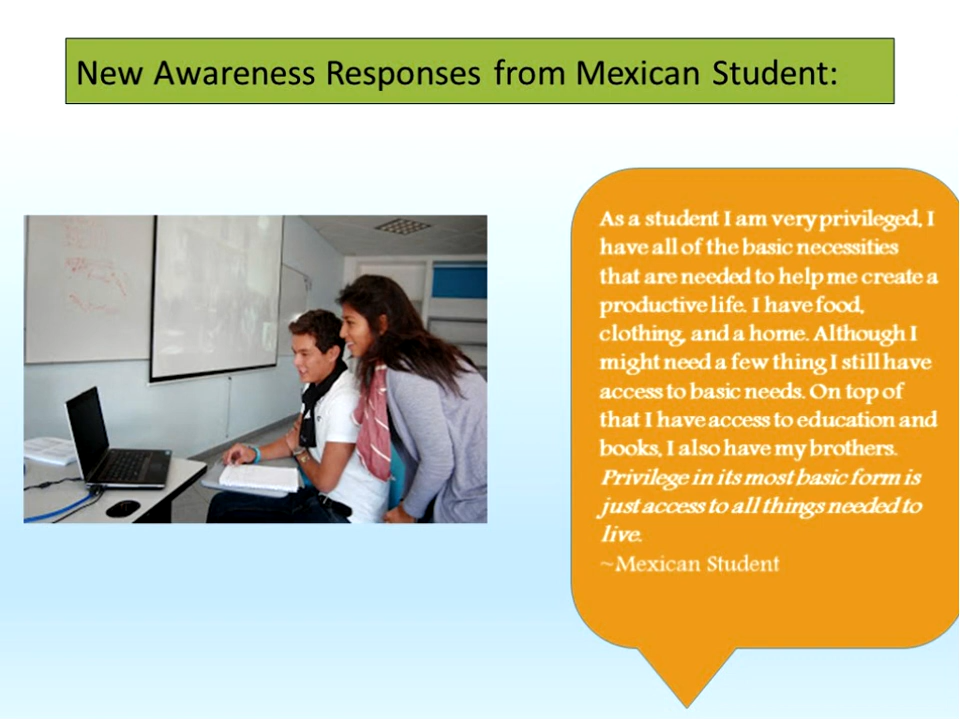 New Awareness Responses from Mexican Student:
As a student I am very privileged, I
have all of the basic necessities
that are needed to help me create a
productive life. I have food,
clothing, and a home. Although I
might need a few thing I still have
access to basic needs. On top of
that I have access to education and
books, I also have my brothers.
Privilege in its most basic form is
just access to all things needed to
live.
~Mexican Student